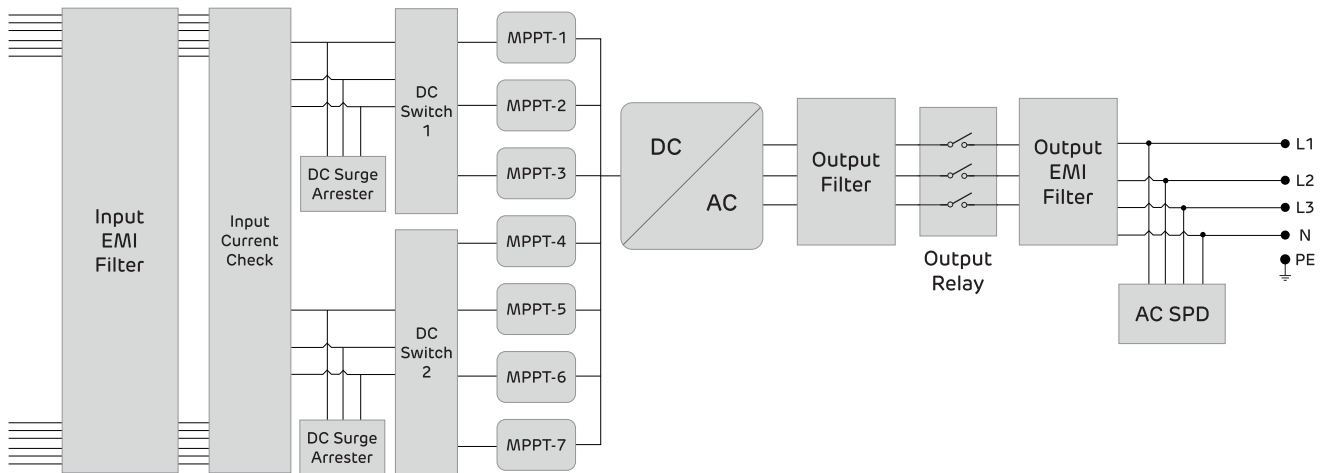 Input
EMI
Filter
Input
Current
Check
DC Surge
Arrester
DC Surge
Arrester
DC
Switch
1
DC
Switch
2
MPPT-1
MPPT-2
MPPT-3
MPPT-4
MPPT-5
MPPT-6
MPPT-7
DC
AC
Output
Filter
Output
Relay
Output
EMI
Filter
L1
L2
L3
N
PE
AC SPD